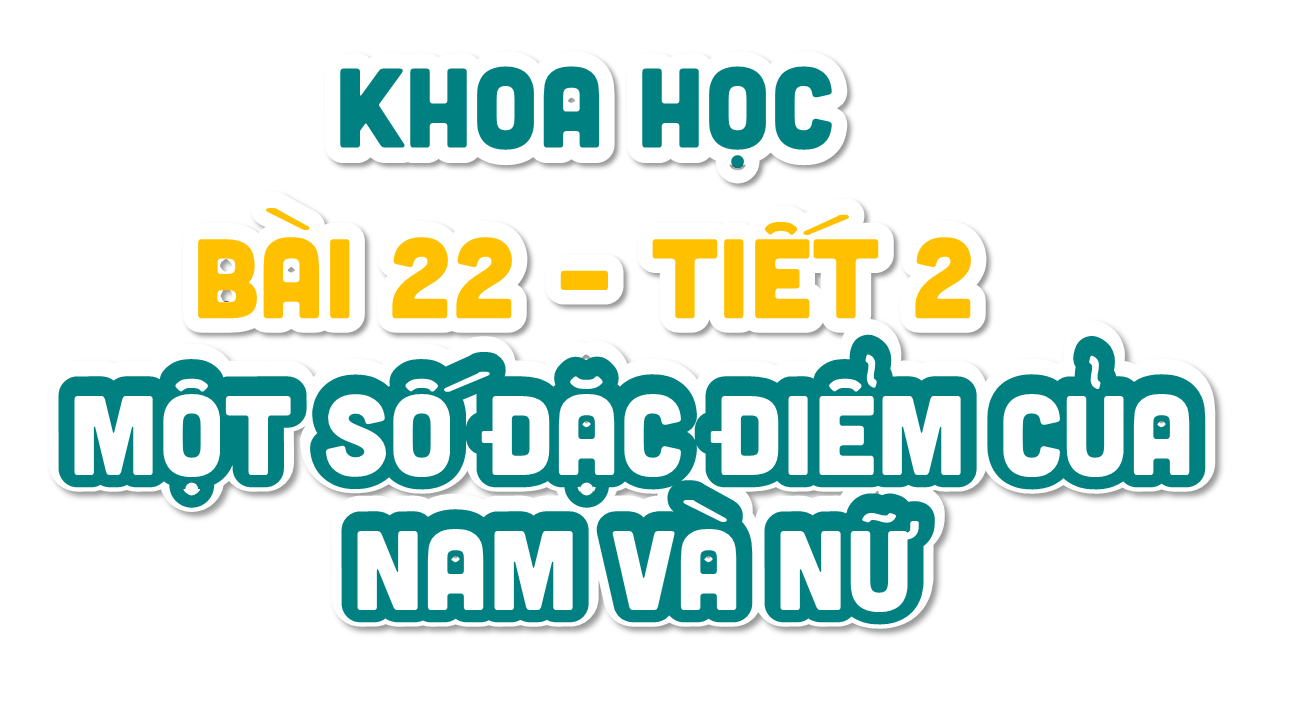 KHOA HỌC
BÀI 22 - TIẾT 2
MỘT SỐ ĐẶC ĐIỂM CỦA
NAM VÀ NỮ